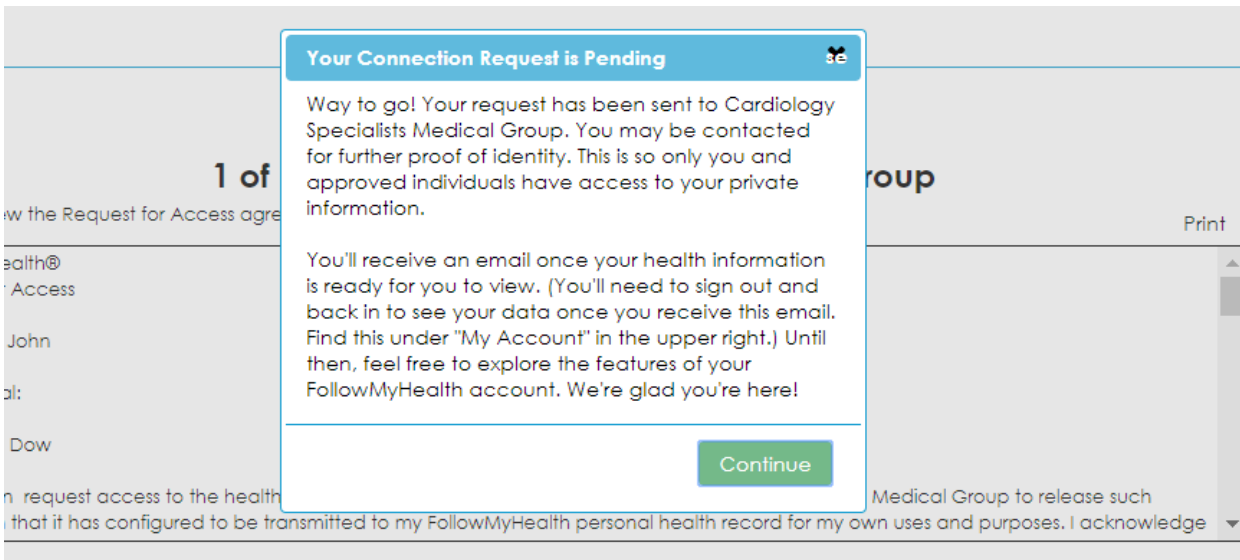 Your Connection Request is Pending
Way to go! Your request has been sent to Cardiology
Specialists Medical Group. You may be contacted
for further proof of identity. This is so only you and
approved individuals have access to your private
information.
You'll receive an email once your health information
is ready for you to view. (You'll need to sign out and
back in to see your data once you receive this email.
Find this under "My Account" in the upper right.) Until
then, feel free to explore the features of your
FollowMyHealth account. We're glad you're here!
Continue
1 of roup
ew the Request for Access agre
Print
ealth®
Access
John
al:
Dow
n request access to the health Medical Group to release such
that it has configured to be transmitted to my FollowMyHealth personal health record for my own uses and purposes. I acknowledge